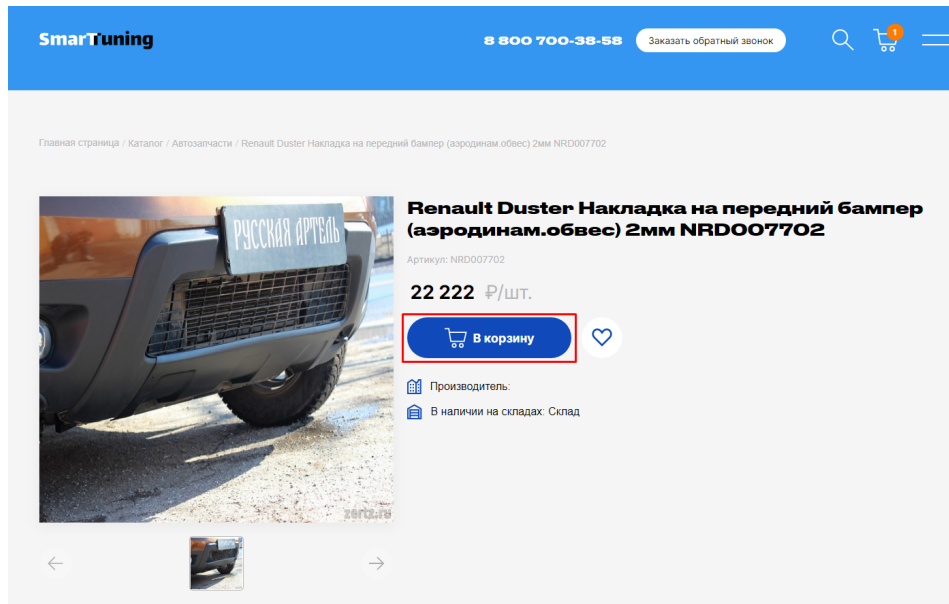 SmarTuning
8 800 700-38-58
Заказать обратный звонок
1
Главная страница / Каталог / Автозапчасти / Renault Duster Накладка на передний бампер (аэродинам.обвес) 2мм NRD007702
Renault Duster Накладка на передний бампер
(аэродинам.обвес) 2мм NRD007702
Артикул: NRD007702
22 222 ₽/шт.
В корзину
Производитель:
В наличии на складах: Склад
РУССКАЯ АРТЕЛЬ
zertz.ru